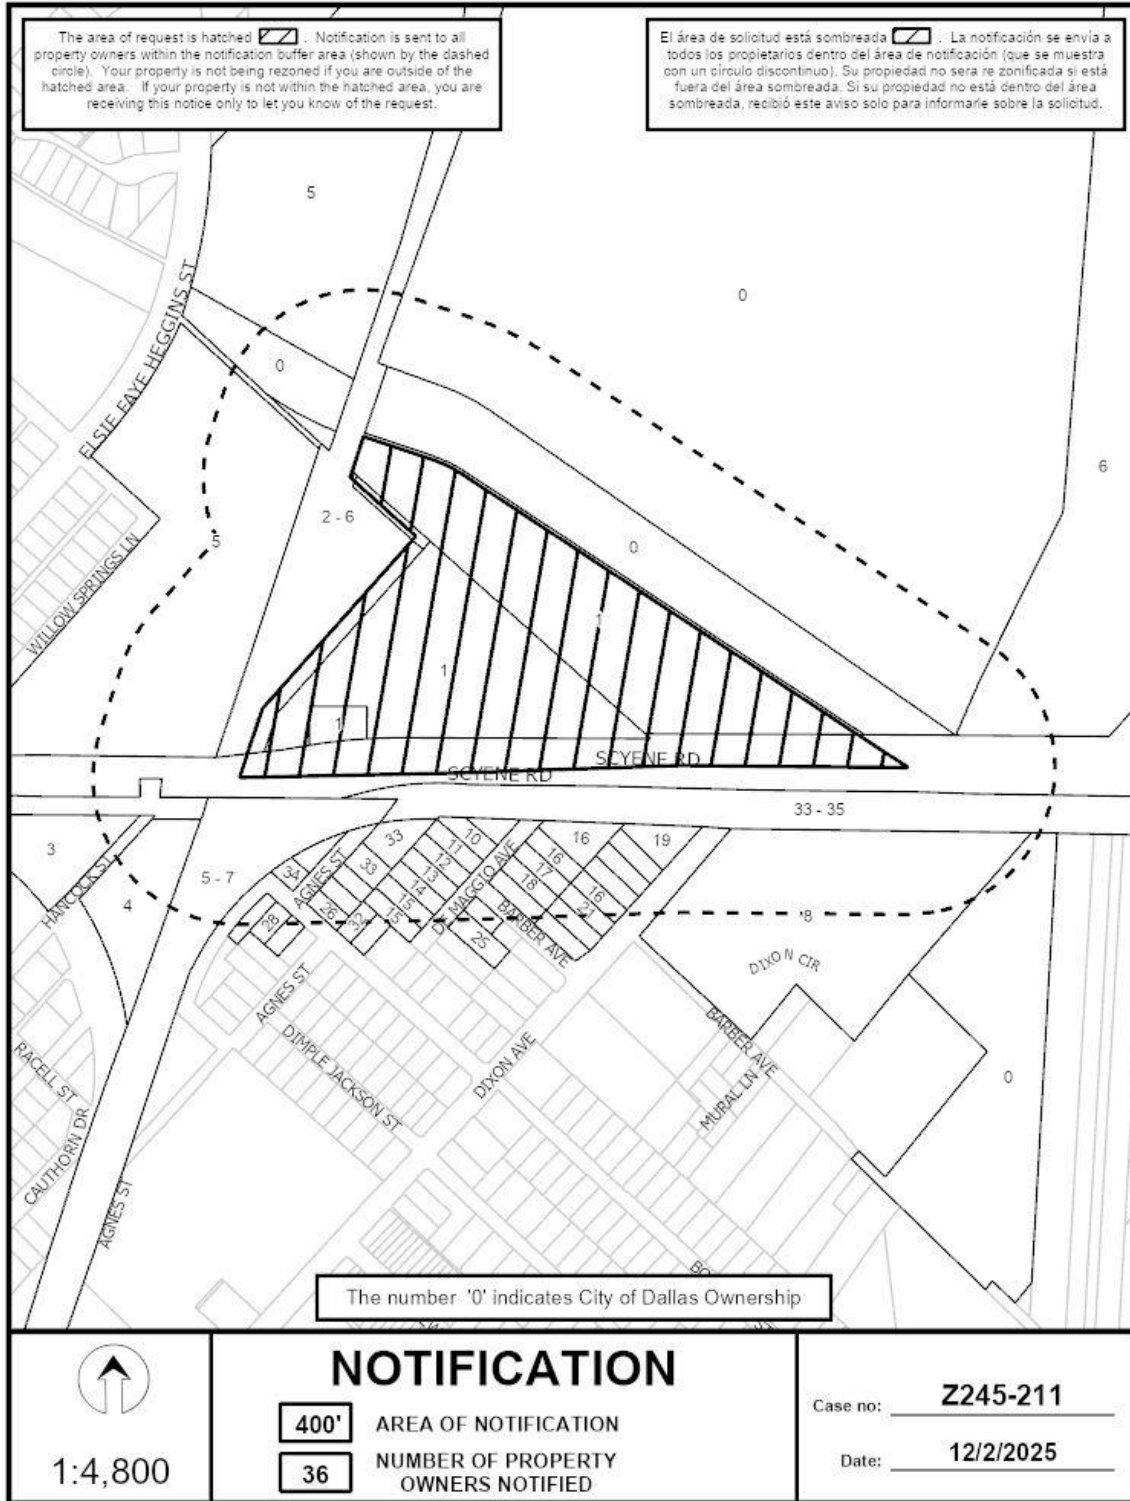 The area of request is hatched . Notification is sent to all
property owners within the notification buffer area (shown by the dashed
circle). Your property is not being rezoned if you are outside of the
hatched area. If your property is not within the hatched area, you are
receiving this notice only to let you know of the request.
El área de solicitud está sombreada . La notificación se envía a
todos los propietarios dentro del área de notificación (que se muestra
con un círculo discontinuo). Su propiedad no sera re zonificada si está
fuera del área sombreada. Si su propiedad no está dentro del área
sombreada, recibió este aviso solo para informarle sobre la solicitud.
5
0
ELSIE FAYE HEGGINS ST
0
6
2 - 6
5
0
WILLOW SPRINGS LN
1
1
1
SCYENE RD
SCYENE RD
33 - 35
3
HANCOCK ST
4
5 - 7
3A
AGNES ST
33
33
10
11
12
13
14
15
15
DE MAGGIO AVE
16
16
17
18
19
16
21
28
26
32
25
BARBER AVE
8
DIXON CIR
AGNES ST
DIMPLE JACKSON ST
DIXON AVE
BARBER AVE
MURAL LN
0
RACELL ST
CAUTHORN DR
AGNES ST
The number '0' indicates City of Dallas Ownership
1:4,800
NOTIFICATION
400' AREA OF NOTIFICATION
36 NUMBER OF PROPERTY
OWNERS NOTIFIED
Case no: Z245-211
Date: 12/2/2025